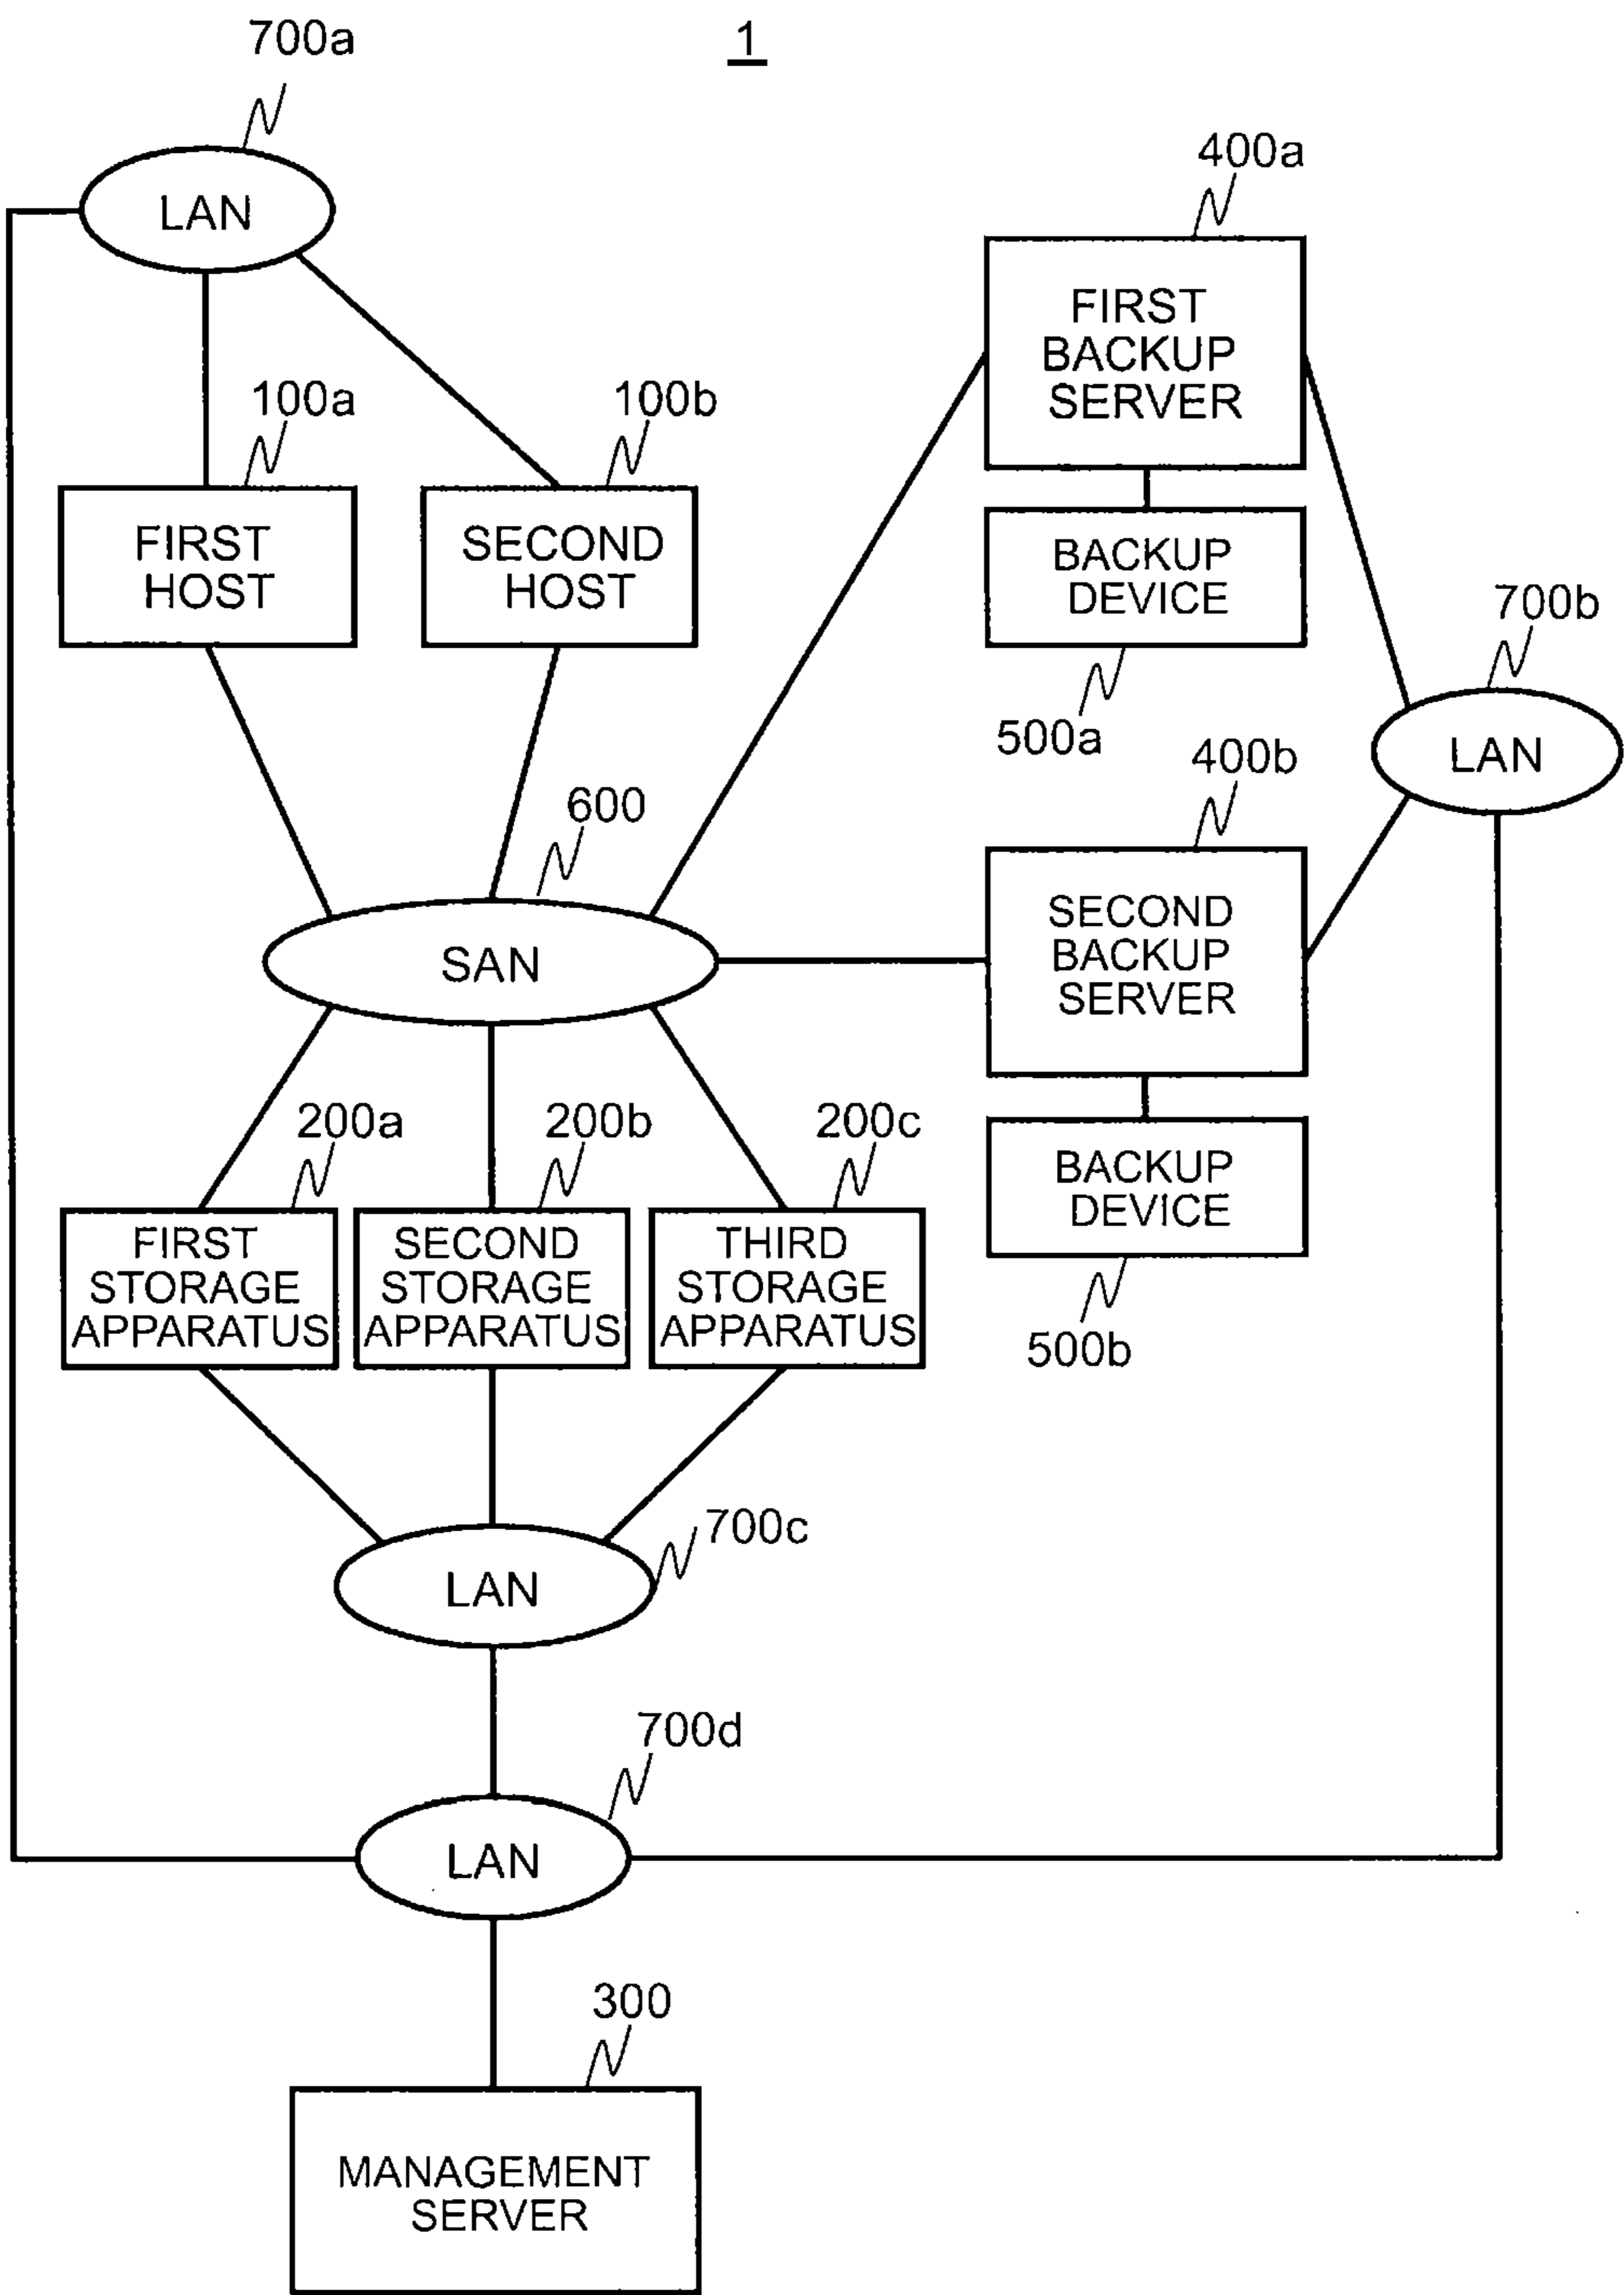 700a
1
LAN
400a
FIRST
BACKUP
SERVER
100a
100b
FIRST
HOST
SECOND
HOST
BACKUP
DEVICE
700b
500a
LAN
400b
600
SAN
SECOND
BACKUP
SERVER
200a
200b
200c
BACKUP
DEVICE
FIRST
STORAGE
APPARATUS
SECOND
STORAGE
APPARATUS
THIRD
STORAGE
APPARATUS
500b
700c
LAN
700d
LAN
300
MANAGEMENT
SERVER